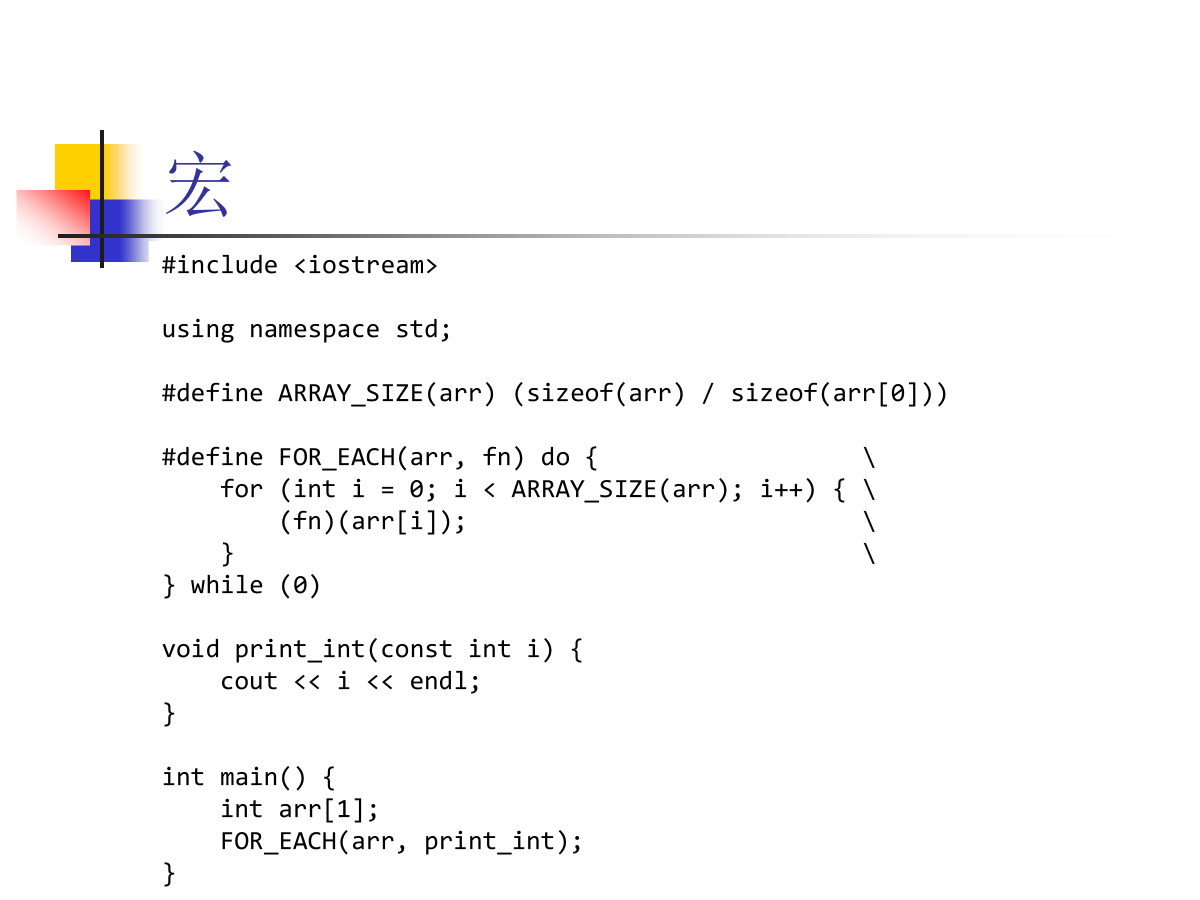 宏
#include <iostream>
using namespace std;
#define ARRAY_SIZE(arr) (sizeof(arr) / sizeof(arr[0]))
#define FOR_EACH(arr, fn) do {                  \
    for (int i = 0; i < ARRAY_SIZE(arr); i++) { \
        (fn)(arr[i]);                           \
    }                                           \
} while (0)
void print_int(const int i) {
    cout << i << endl;
}
int main() {
    int arr[1];
    FOR_EACH(arr, print_int);
}